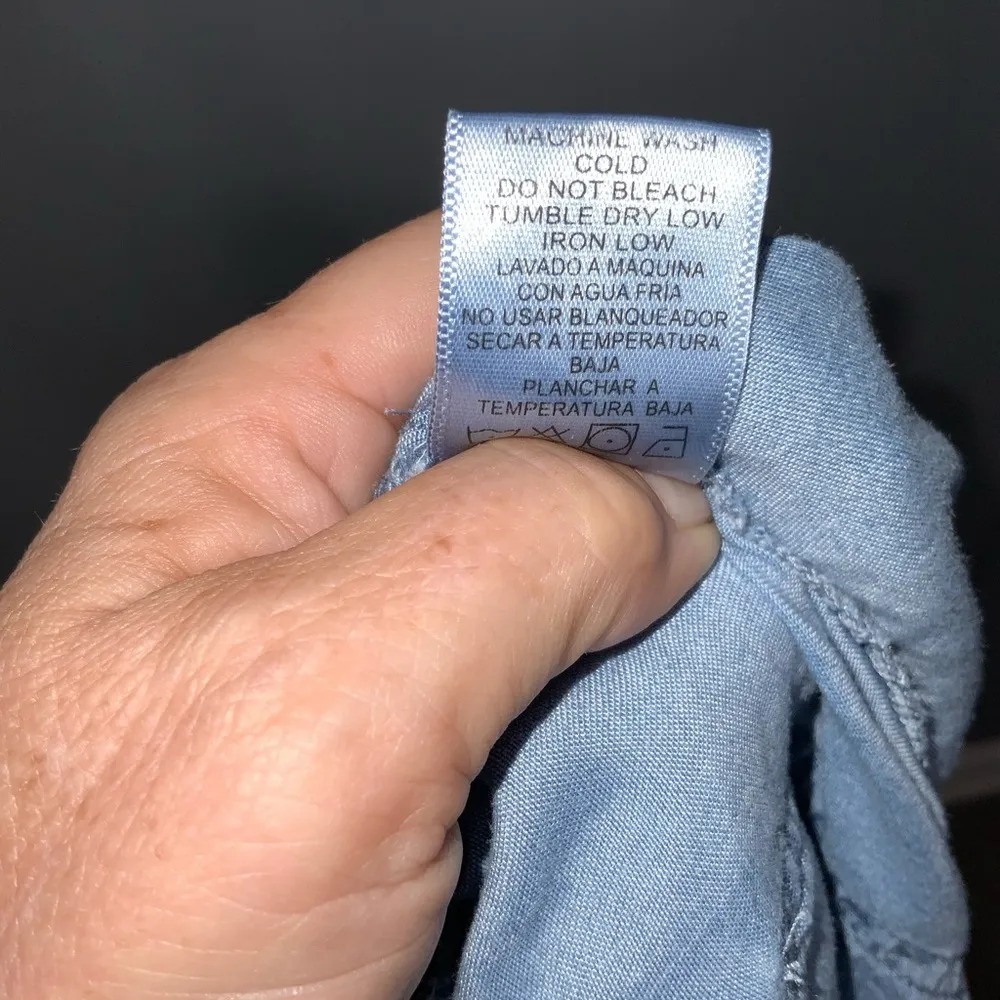 MACHINE WASH
COLD
DO NOT BLEACH
TUMBLE DRY LOW
IRON LOW
LAVADO A MAQUINA
CON AGUA FRIA
NO USAR BLANQUEADOR
SECAR A TEMPERATURA
BAJA
PLANCHAR A
TEMPERATURA BAJA